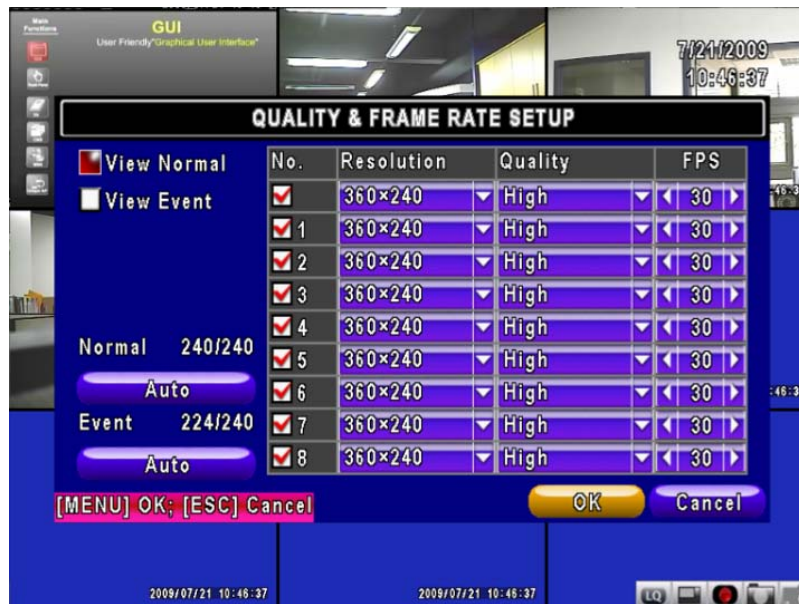 Main
Functions
GUI
User Friendly"Graphical User Interface"
7/21/2009
10:46:37
QUALITY & FRAME RATE SETUP
View Normal
View Event
No. Resolution Quality FPS
360×240 High 30
1 360×240 High 30
2 360×240 High 30
3 360×240 High 30
4 360×240 High 30
5 360×240 High 30
6 360×240 High 30
7 360×240 High 30
8 360×240 High 30
Normal 240/240
Auto
Event 224/240
Auto
[MENU] OK; [ESC] Cancel
OK
Cancel
2009/07/21 10:46:37
2009/07/21 10:46:37
LQ